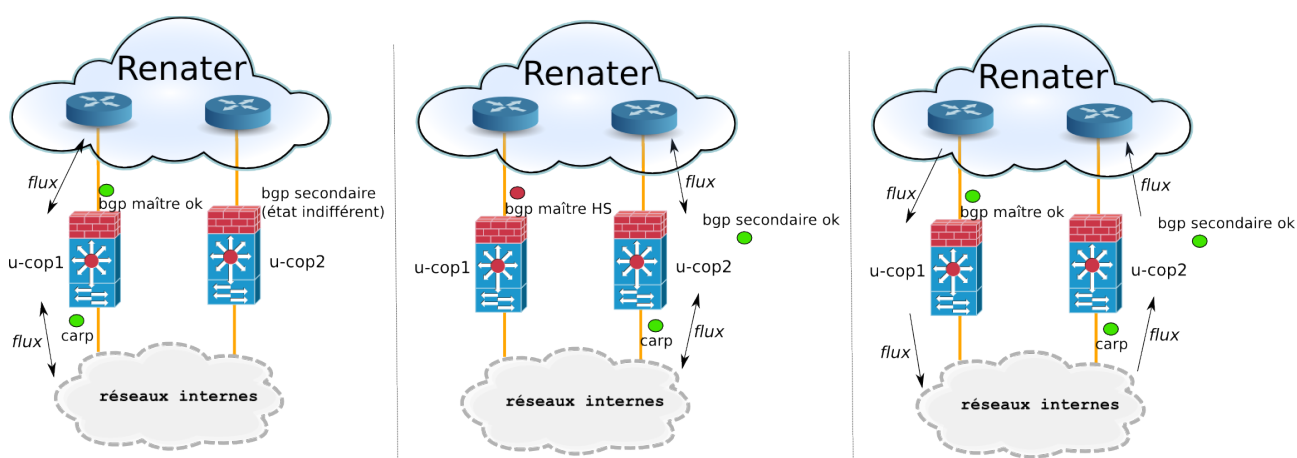 Renater
flux
bgp maître ok
bgp secondaire
(état indifférent)
u-cop1
u-cop2
flux
carp
réseaux internes
Renater
flux
bgp maître HS
bgp secondaire ok
u-cop1
u-cop2
carp
flux
réseaux internes
Renater
flux
flux
bgp maître ok
bgp secondaire ok
u-cop1
u-cop2
flux
carp
flux
réseaux internes